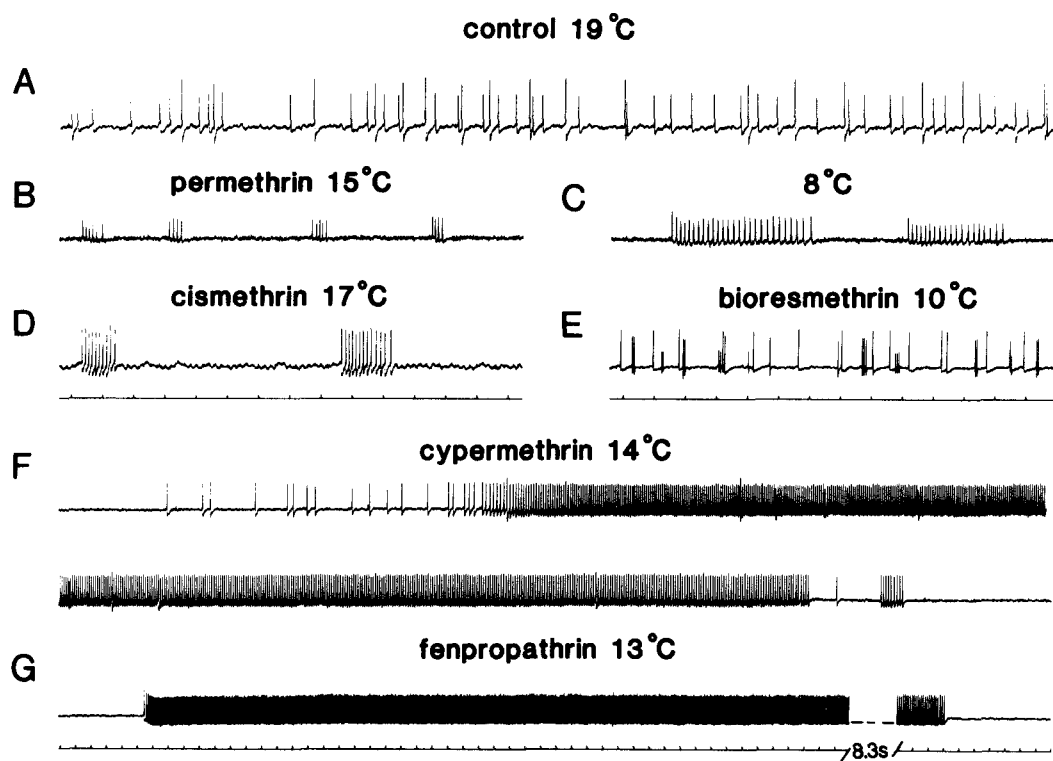 control 19°C
A
B permethrin 15°C
C 8°C
D cismethrin 17°C
E bioresmethrin 10°C
F cypermethrin 14°C
G fenpropathrin 13°C
8.3s